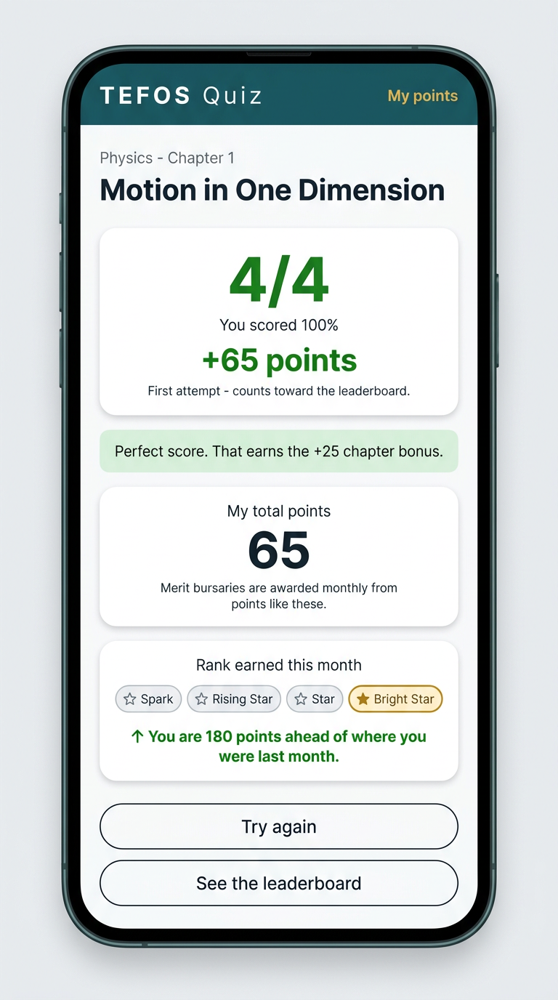 TEFOS Quiz
My points
Physics - Chapter 1
Motion in One Dimension
4/4
You scored 100%
+65 points
First attempt - counts toward the leaderboard.
Perfect score. That earns the +25 chapter bonus.
My total points
65
Merit bursaries are awarded monthly from
points like these.
Rank earned this month
Spark
Rising Star
Star
Bright Star
↑ You are 180 points ahead of where you
were last month.
Try again
See the leaderboard